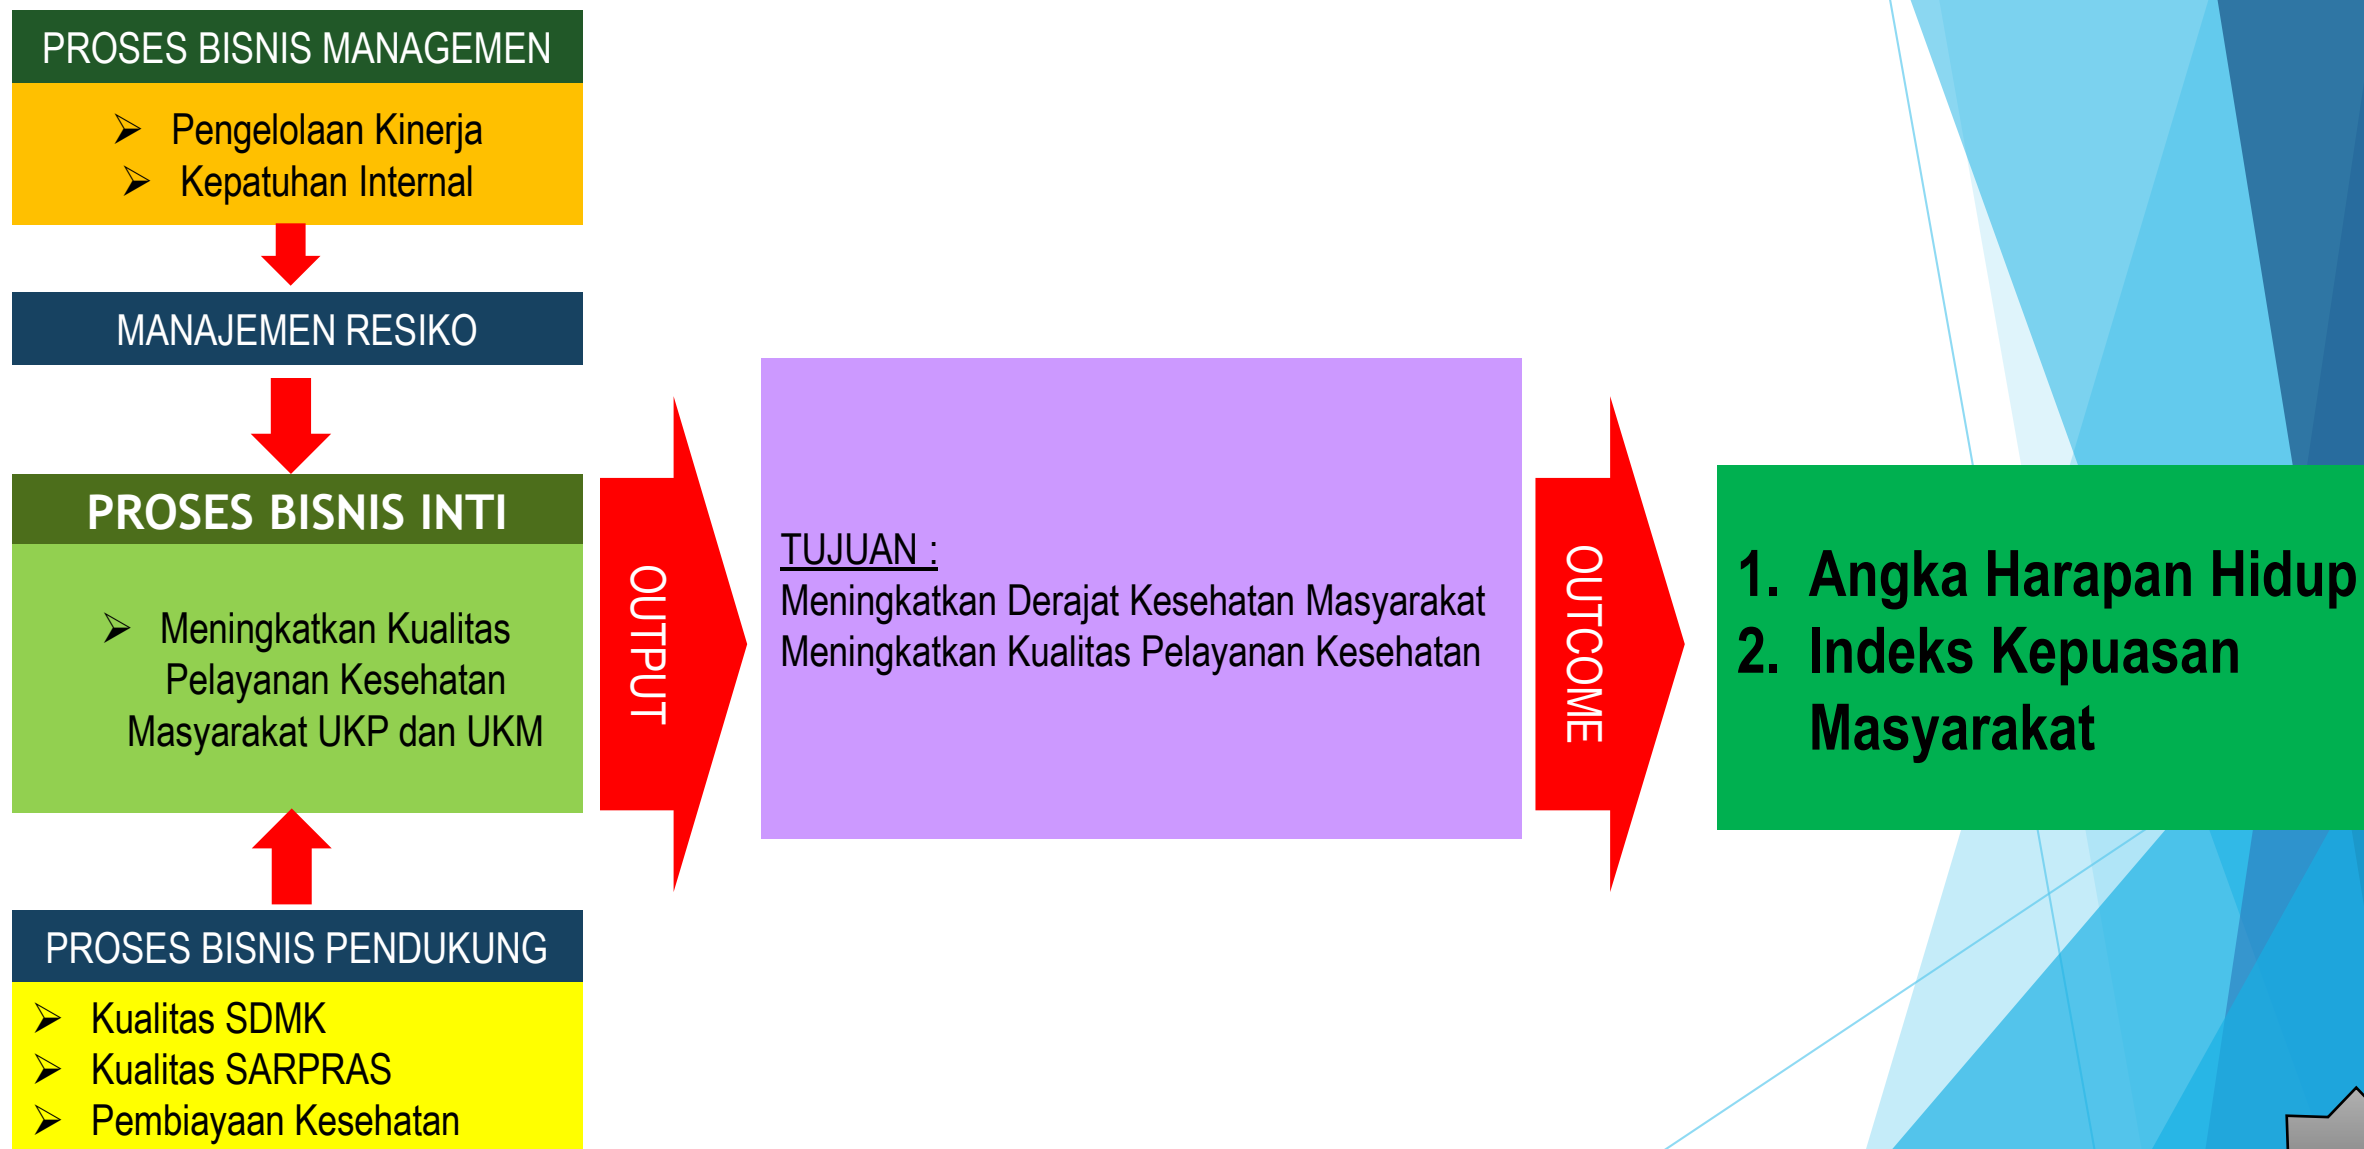 PROSES BISNIS MANAGEMEN
➢ Pengelolaan Kinerja
➢ Kepatuhan Internal
MANAJEMEN RESIKO
PROSES BISNIS INTI
➢ Meningkatkan Kualitas
Pelayanan Kesehatan
Masyarakat UKP dan UKM
PROSES BISNIS PENDUKUNG
➢ Kualitas SDMK
➢ Kualitas SARPRAS
➢ Pembiayaan Kesehatan
OUTPUT
TUJUAN :
Meningkatkan Derajat Kesehatan Masyarakat
Meningkatkan Kualitas Pelayanan Kesehatan
OUTCOME
1. Angka Harapan Hidup
2. Indeks Kepuasan
Masyarakat